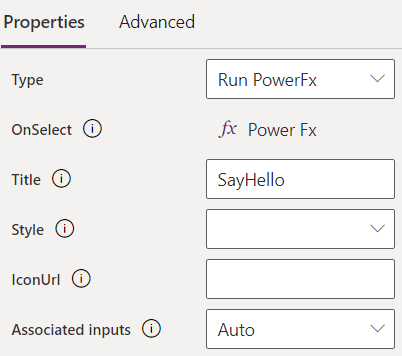 Properties Advanced
Type Run PowerFx
OnSelect fx Power Fx
Title SayHello
Style
IconUrl
Associated inputs Auto